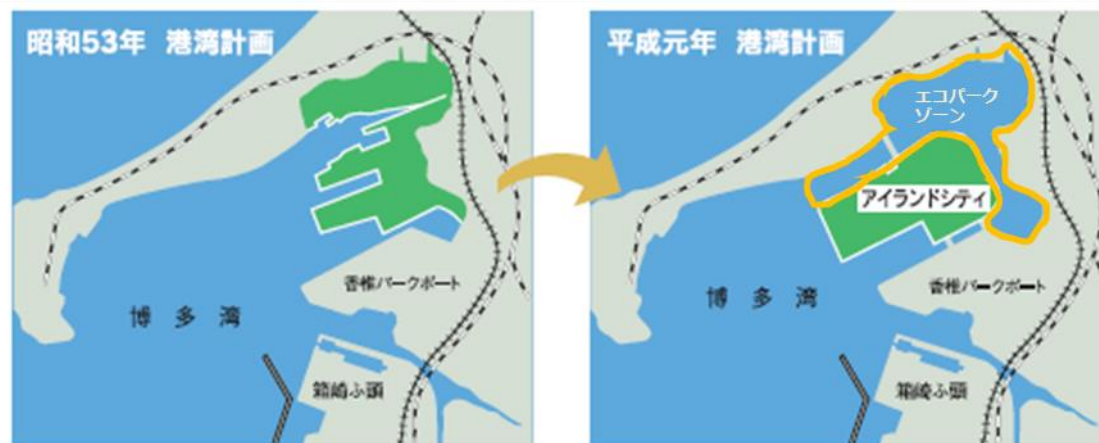 昭和53年 港湾計画
香椎パークポート
博多湾
箱崎ふ頭
平成元年 港湾計画
エコパーク
ゾーン
アイランドシティ
香椎パークポート
博多湾
箱崎ふ頭